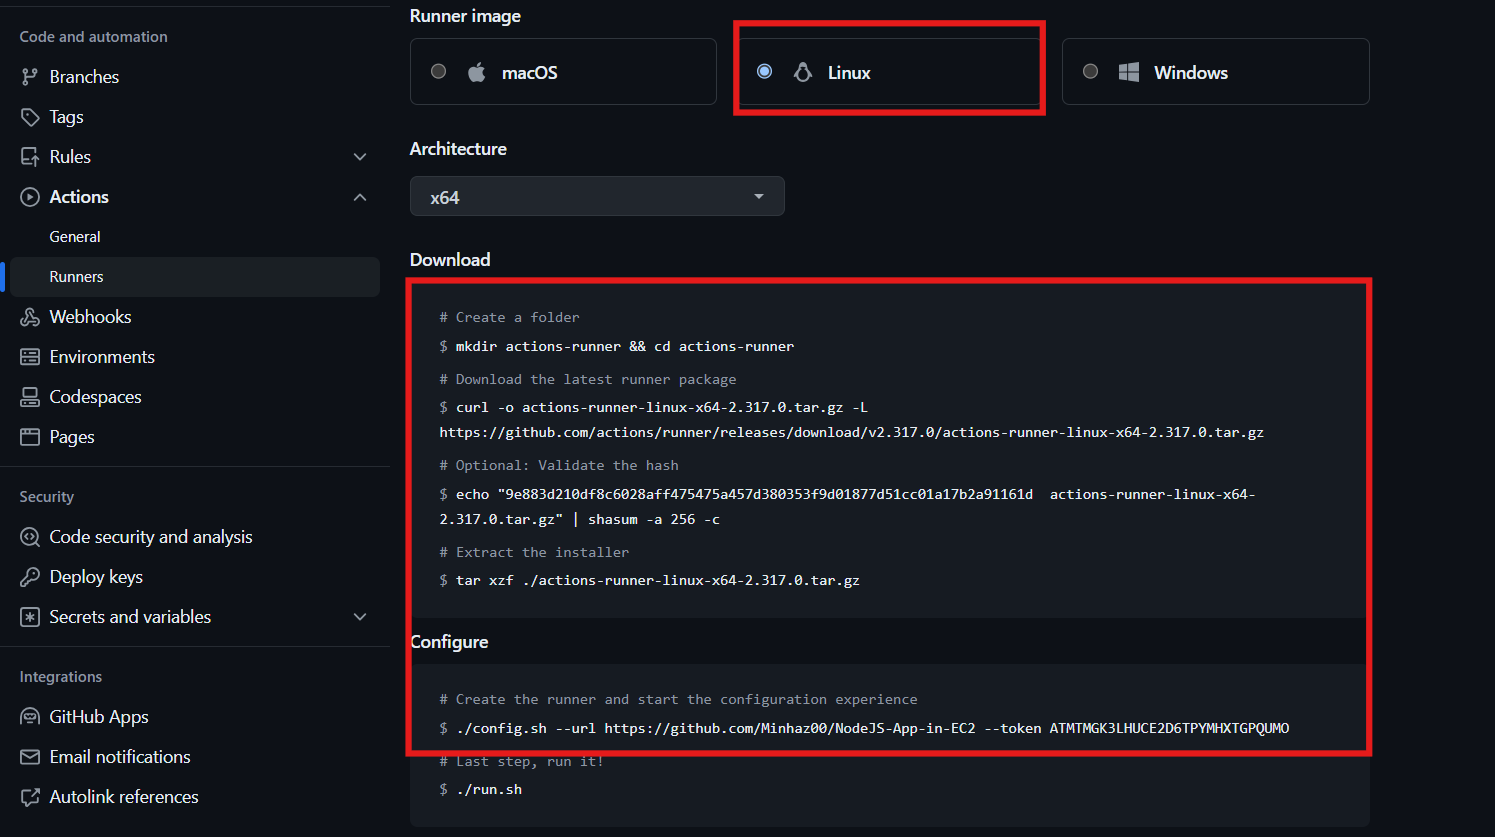 Code and automation
Branches
Tags
Rules
Actions
General
Runners
Webhooks
Environments
Codespaces
Pages
Security
Code security and analysis
Deploy keys
Secrets and variables
Integrations
GitHub Apps
Email notifications
Autolink references
Runner image
macOS
Linux
Windows
Architecture
x64
Download
# Create a folder
$ mkdir actions-runner && cd actions-runner
# Download the latest runner package
$ curl -o actions-runner-linux-x64-2.317.0.tar.gz -L
https://github.com/actions/runner/releases/download/v2.317.0/actions-runner-linux-x64-2.317.0.tar.gz
# Optional: Validate the hash
$ echo "9e883d210df8c6028aff475475a457d380353f9d01877d51cc01a17b2a91161d  actions-runner-linux-x64-
2.317.0.tar.gz" | shasum -a 256 -c
# Extract the installer
$ tar xzf ./actions-runner-linux-x64-2.317.0.tar.gz
Configure
# Create the runner and start the configuration experience
$ ./config.sh --url https://github.com/Minhaz00/NodeJS-App-in-EC2 --token ATMTMGK3LHUCE2D6TPYMHXTGPQUMO
# Last step, run it!
$ ./run.sh